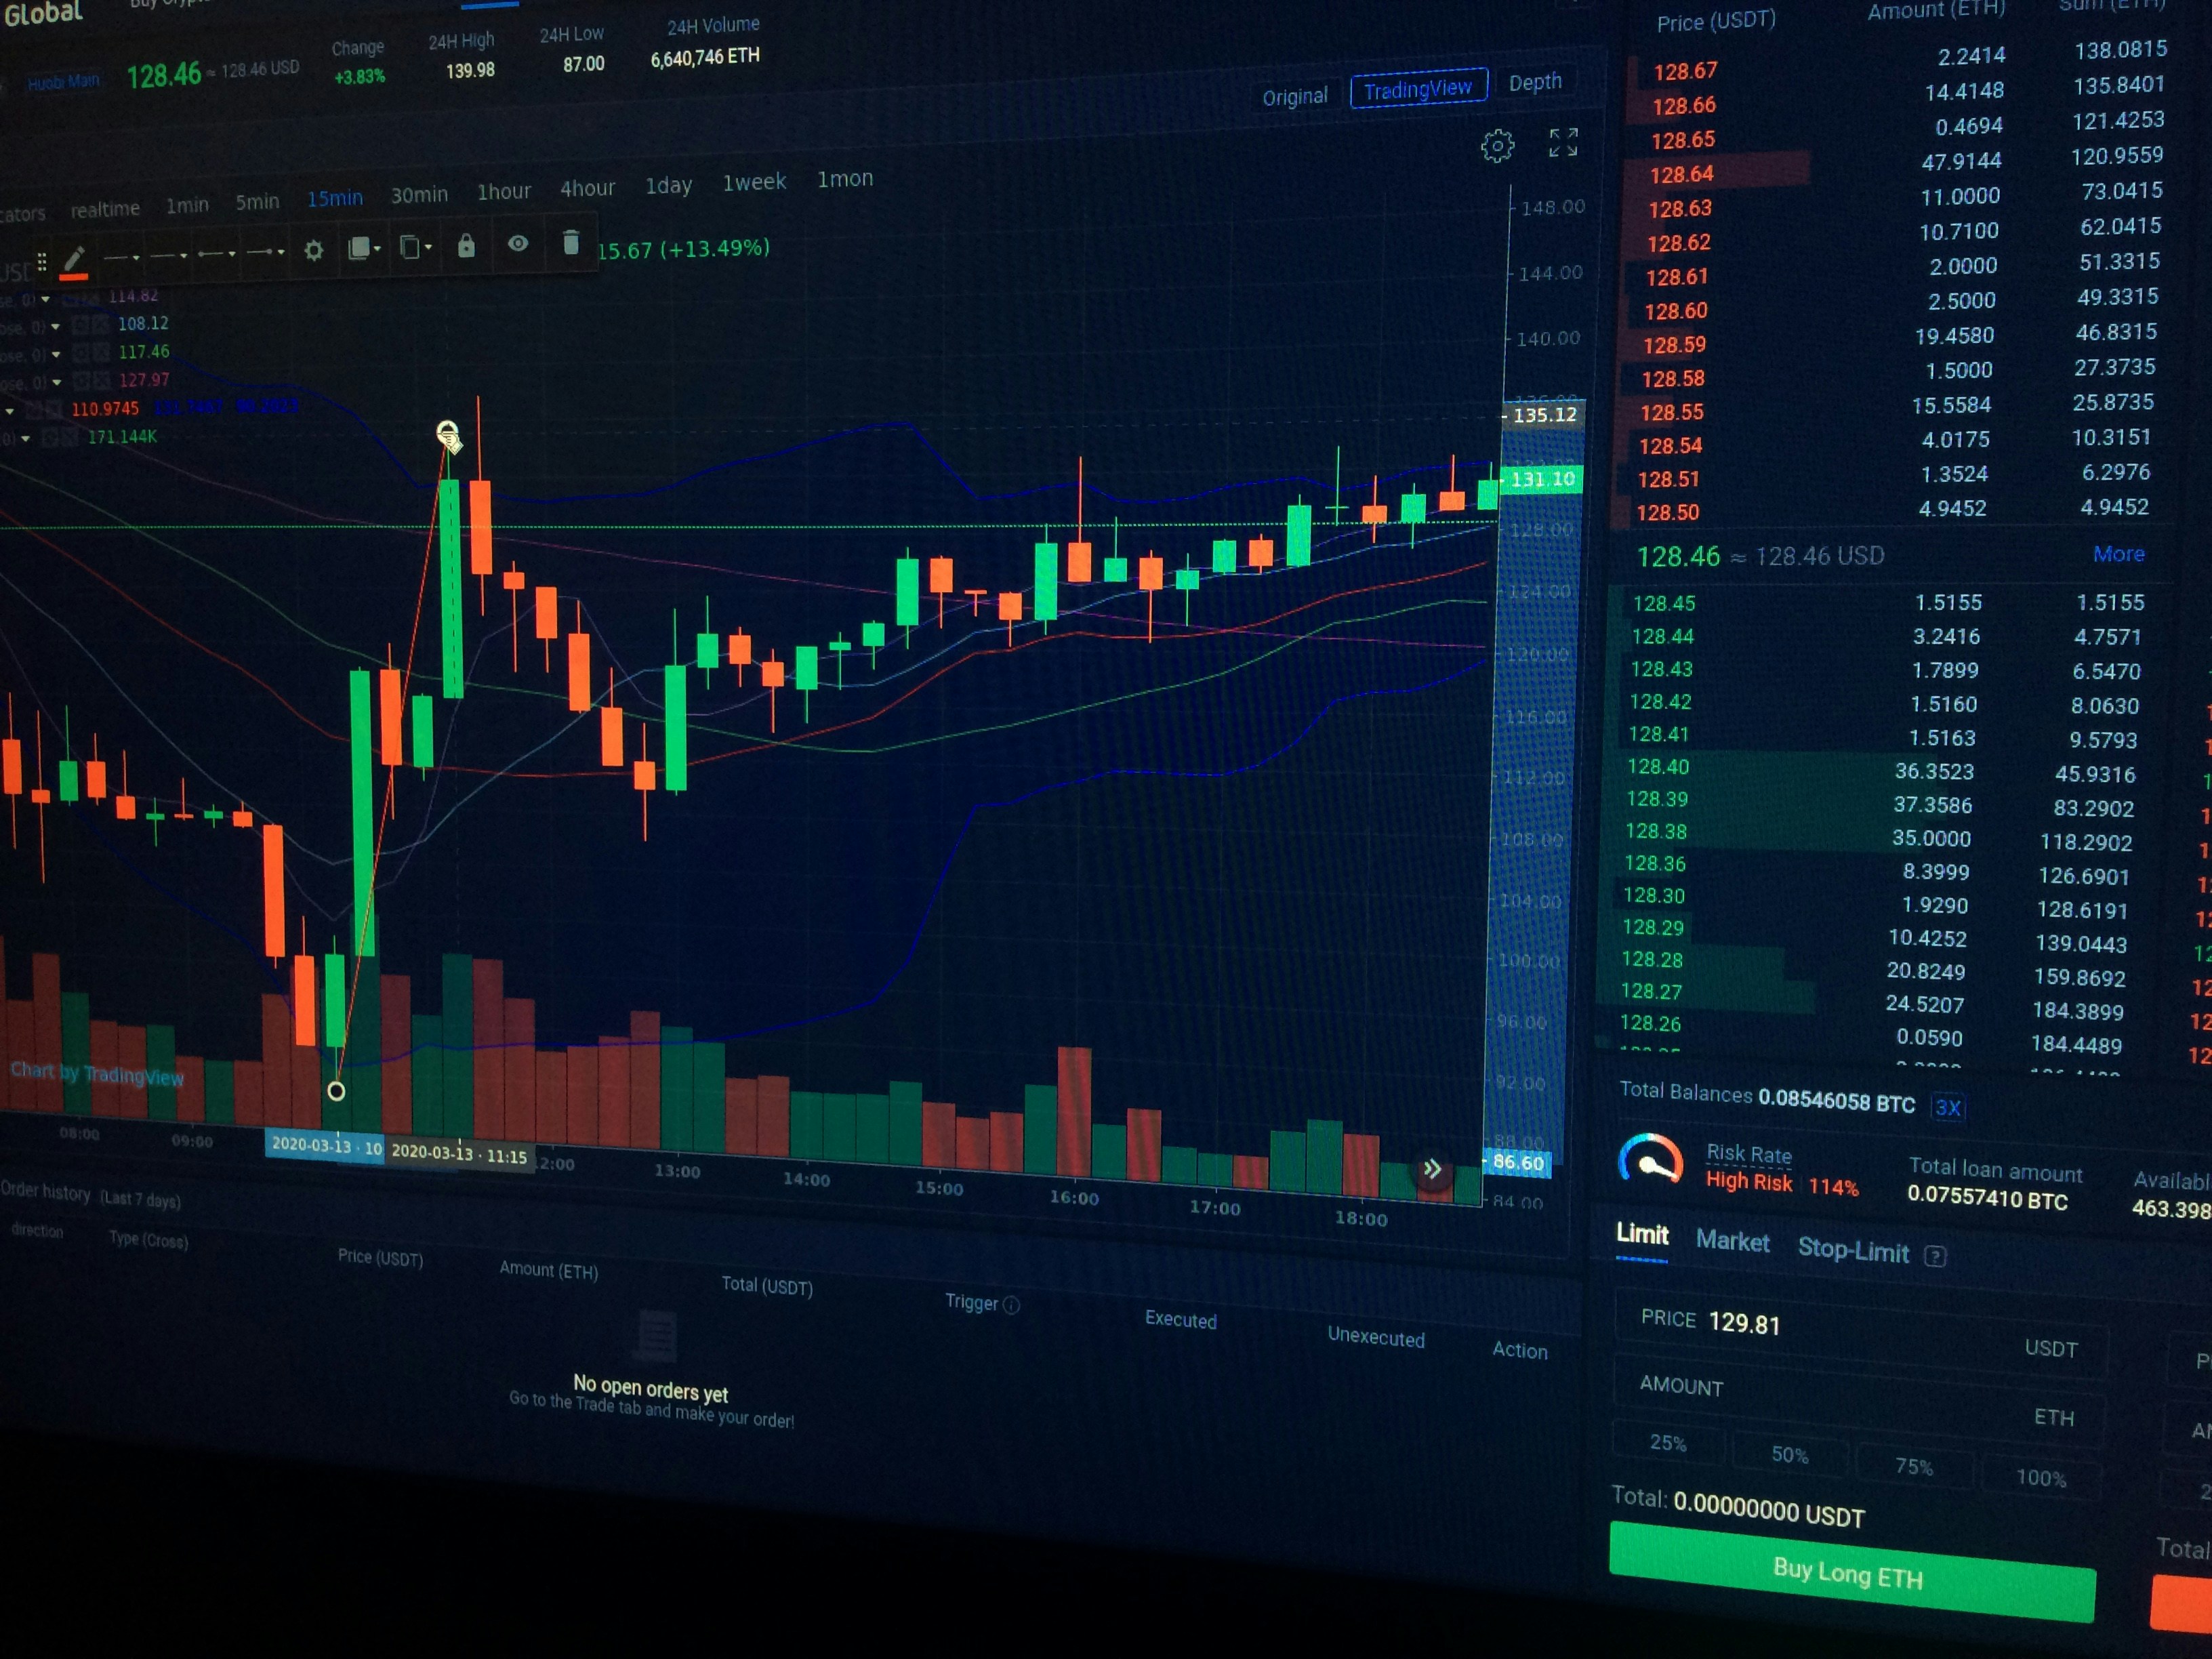 Global
Huobi Main 128.46 ≈ 128.46 USD
Change
+3.83%
24H High
139.98
24H Low
87.00
24H Volume
6,640,746 ETH
Original TradingView Depth
realtime 1min 5min 15min 30min 1hour 4hour 1day 1week 1mon
15.67 (+13.49%)
114.82
108.12
117.46
127.97
110.9745
171.144K
148.00
144.00
140.00
135.12
131.10
128.00
124.00
120.00
116.00
112.00
108.00
104.00
100.00
96.00
92.00
88.00
86.60
84.00
Chart by TradingView
08:00 09:00 2020-03-13 · 10 2020-03-13 · 11:15 12:00 13:00 14:00 15:00 16:00 17:00 18:00
Order history (Last 7 days)
direction Type (Cross) Price (USDT) Amount (ETH) Total (USDT) Trigger Executed Unexecuted Action
No open orders yet
Go to the Trade tab and make your order!
Price (USDT) Amount (ETH) Sum (ETH)
128.67 2.2414 138.0815
128.66 14.4148 135.8401
128.65 0.4694 121.4253
128.64 47.9144 120.9559
128.63 11.0000 73.0415
128.62 10.7100 62.0415
128.61 2.0000 51.3315
128.60 2.5000 49.3315
128.59 19.4580 46.8315
128.58 1.5000 27.3735
128.55 15.5584 25.8735
128.54 4.0175 10.3151
128.51 1.3524 6.2976
128.50 4.9452 4.9452
128.46 ≈ 128.46 USD More
128.45 1.5155 1.5155
128.44 3.2416 4.7571
128.43 1.7899 6.5470
128.42 1.5160 8.0630
128.41 1.5163 9.5793
128.40 36.3523 45.9316
128.39 37.3586 83.2902
128.38 35.0000 118.2902
128.36 8.3999 126.6901
128.30 1.9290 128.6191
128.29 10.4252 139.0443
128.28 20.8249 159.8692
128.27 24.5207 184.3899
128.26 0.0590 184.4489
Total Balances 0.08546058 BTC 3X
Risk Rate
High Risk 114%
Total loan amount
0.07557410 BTC
463.398
Limit Market Stop-Limit ?
PRICE 129.81 USDT
AMOUNT ETH
25% 50% 75% 100%
Total: 0.00000000 USDT
Buy Long ETH
Total